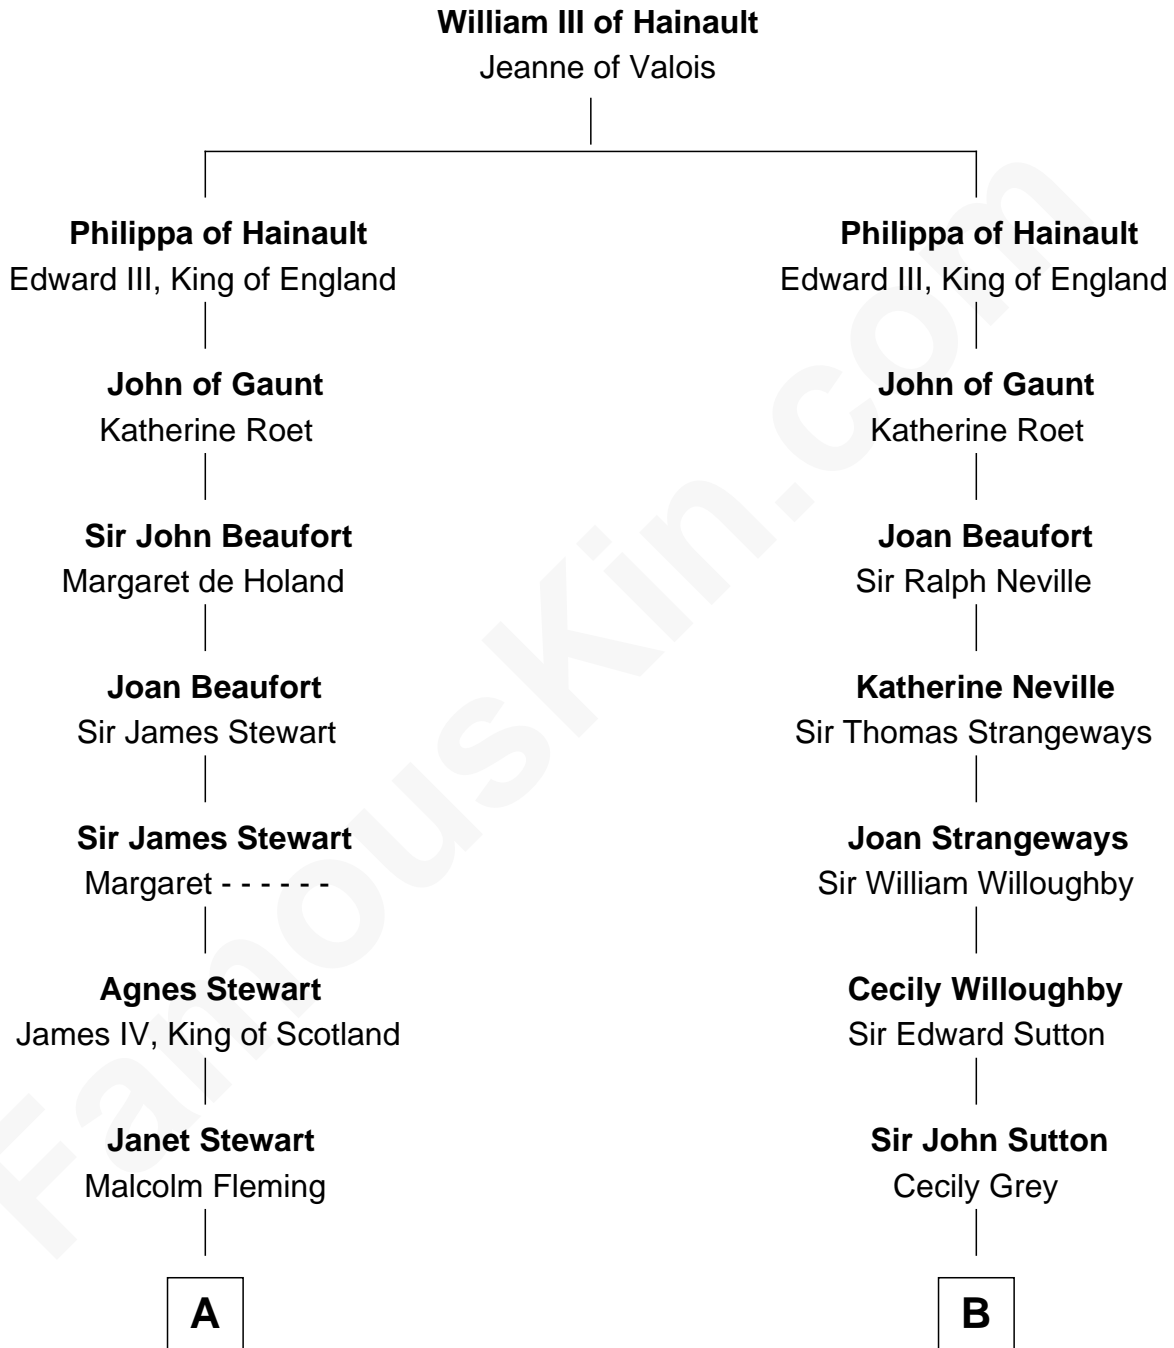 William III of Hainault
Jeanne of Valois
Philippa of Hainault
Edward III, King of England
John of Gaunt
Katherine Roet
Sir John Beaufort
Margaret de Holand
Joan Beaufort
Sir James Stewart
Sir James Stewart
Margaret - - - - - -
Agnes Stewart
James IV, King of Scotland
Janet Stewart
Malcolm Fleming
A
Philippa of Hainault
Edward III, King of England
John of Gaunt
Katherine Roet
Joan Beaufort
Sir Ralph Neville
Katherine Neville
Sir Thomas Strangeways
Joan Strangeways
Sir William Willoughby
Cecily Willoughby
Sir Edward Sutton
Sir John Sutton
Cecily Grey
B
FamousKin.com